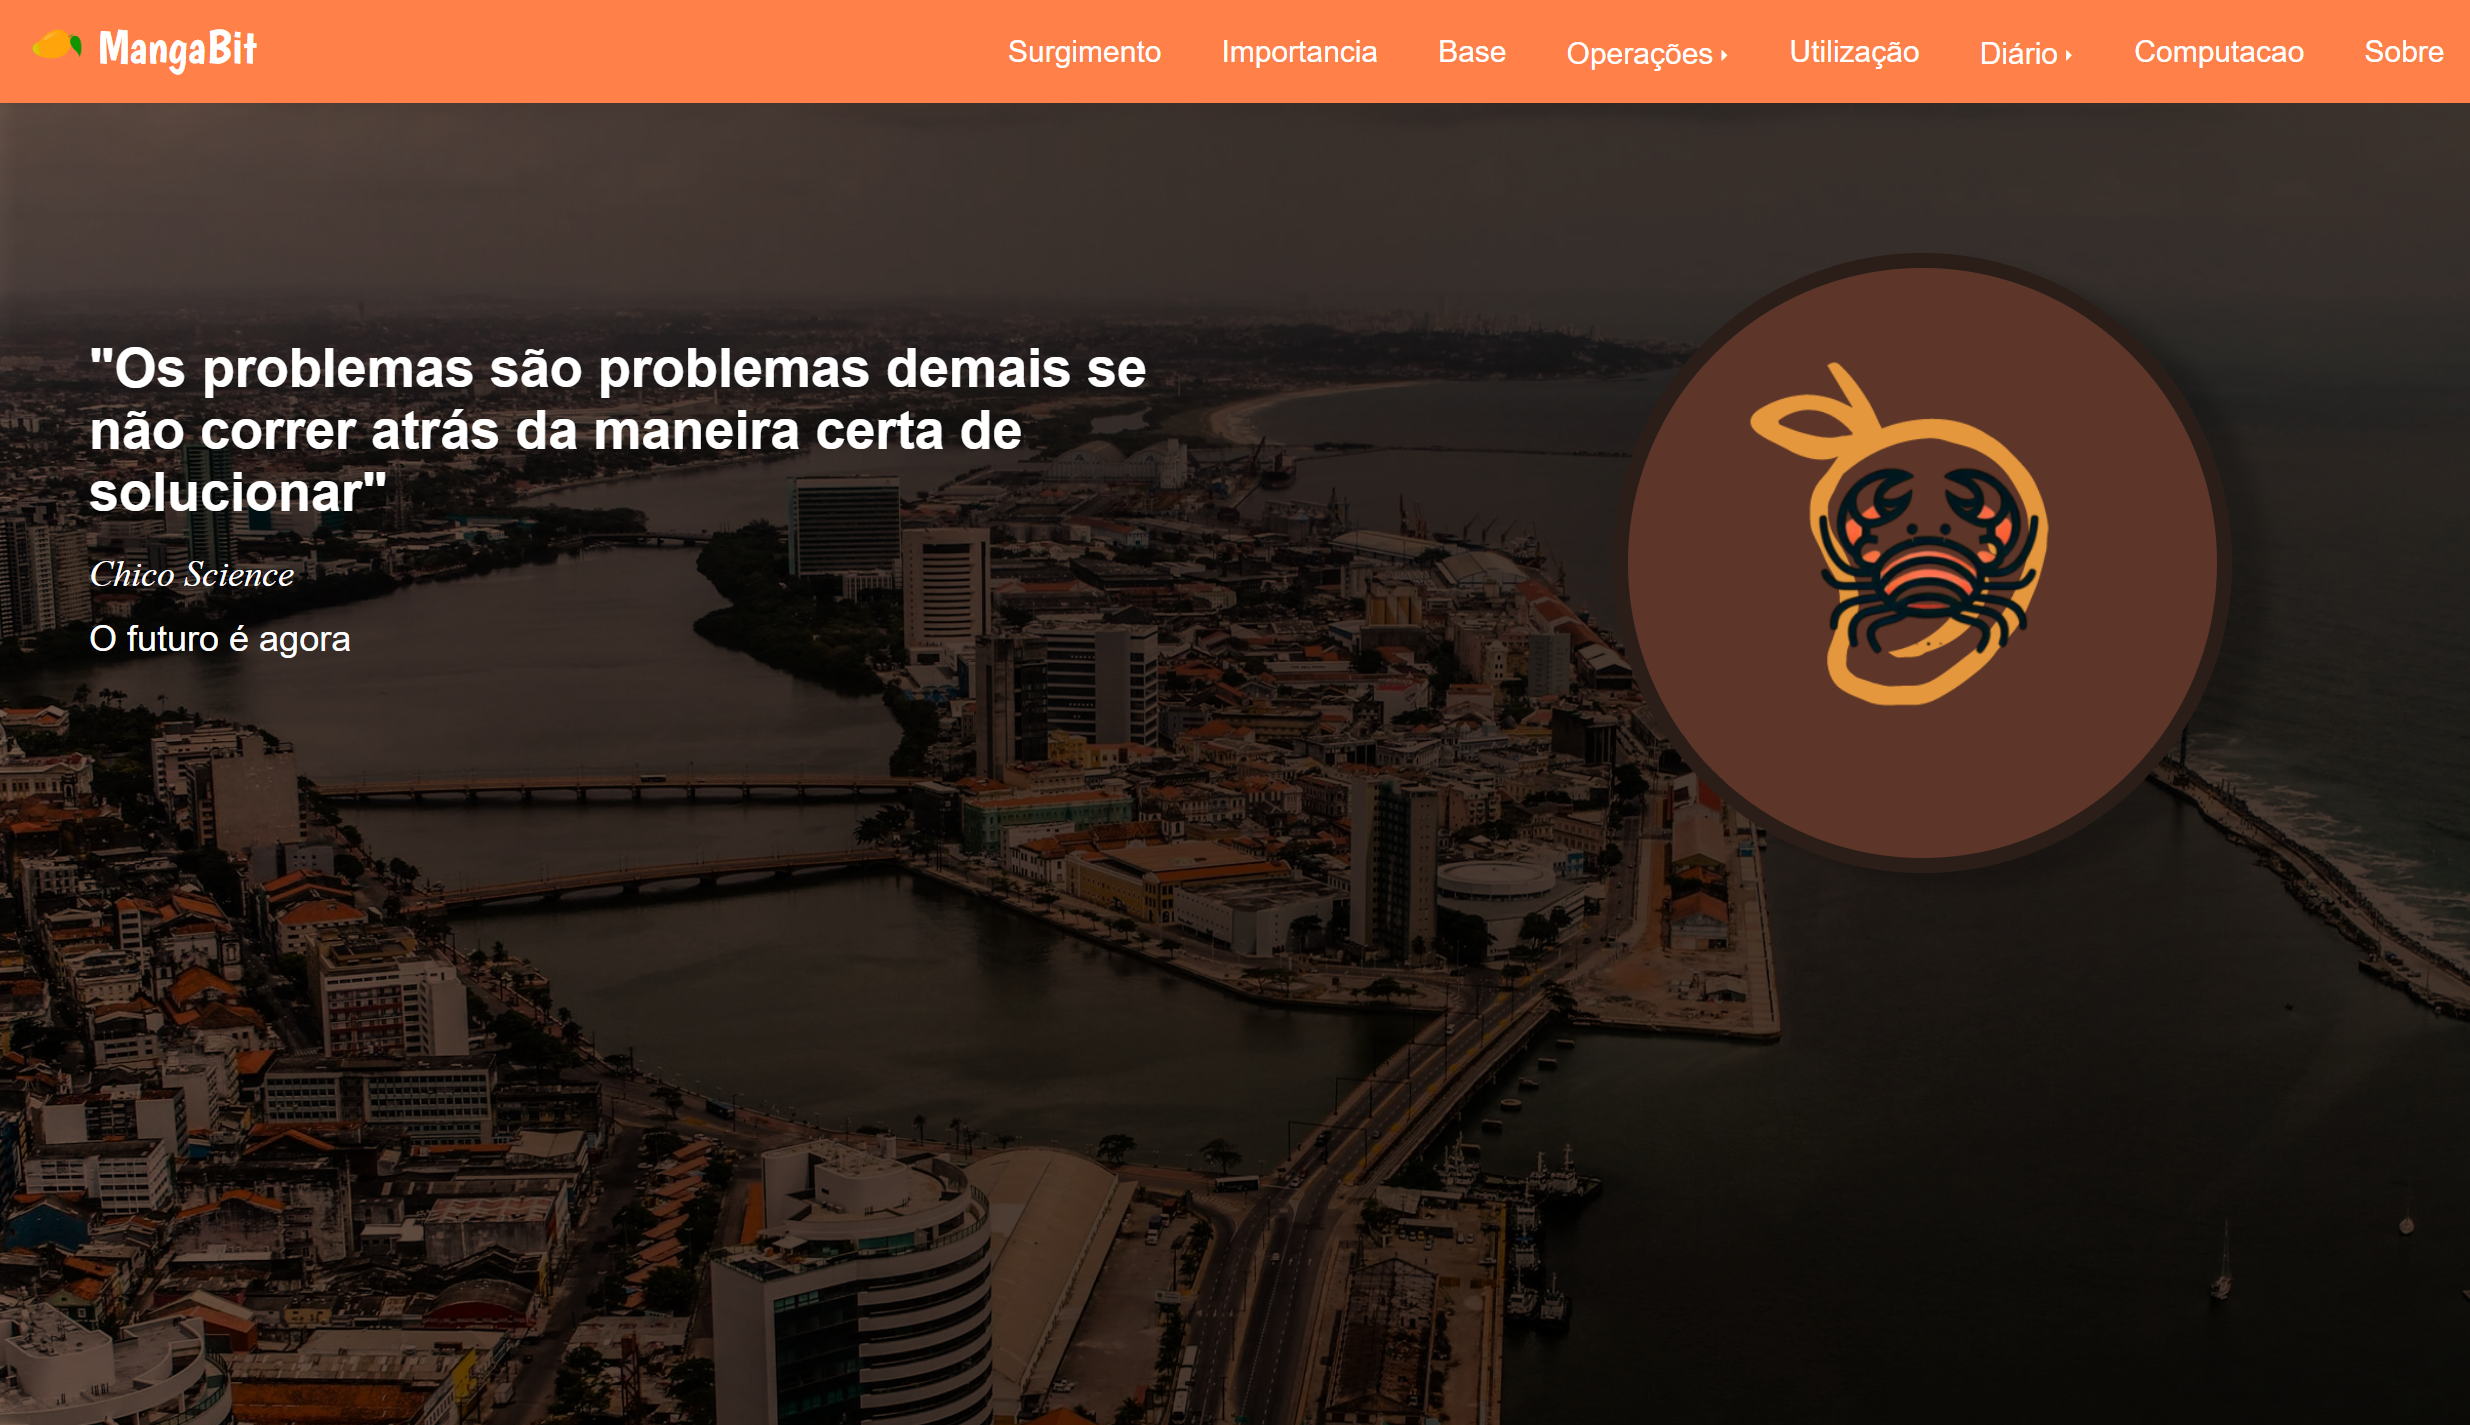 MangaBit
Surgimento
Importancia
Base
Operações
Utilização
Diário
Computacao
Sobre
"Os problemas são problemas demais se
não correr atrás da maneira certa de
solucionar"
Chico Science
O futuro é agora